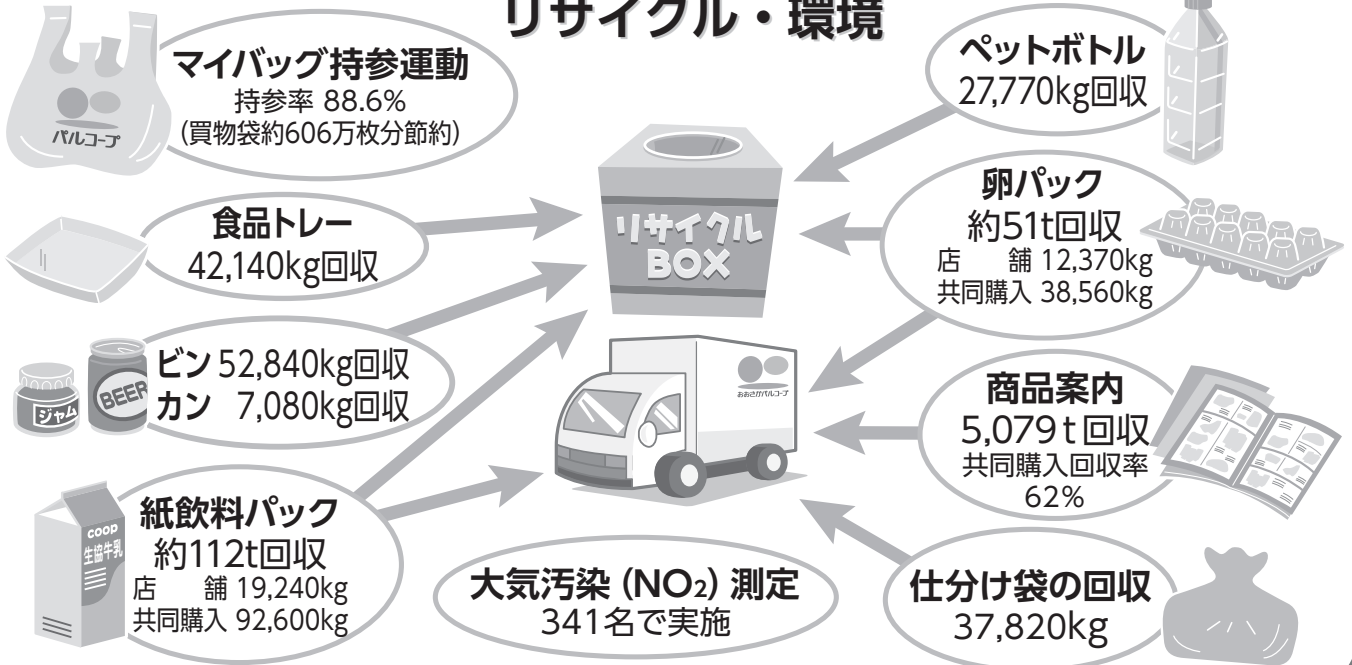 リサイクル・環境
マイバッグ持参運動
持参率 88.6%
(買物袋約606万枚分節約)
パルコープ
ペットボトル
27,770kg回収
食品トレー
42,140kg回収
リサイクル
BOX
卵パック
約51t回収
店　　舗 12,370kg
共同購入 38,560kg
ビン 52,840kg回収
カン 7,080kg回収
ジャム
BEER
おおさかパルコープ
商品案内
5,079t回収
共同購入回収率
62%
紙飲料パック
約112t回収
店　　舗 19,240kg
共同購入 92,600kg
coop
生協牛乳
大気汚染 (NO₂) 測定
341名で実施
仕分け袋の回収
37,820kg